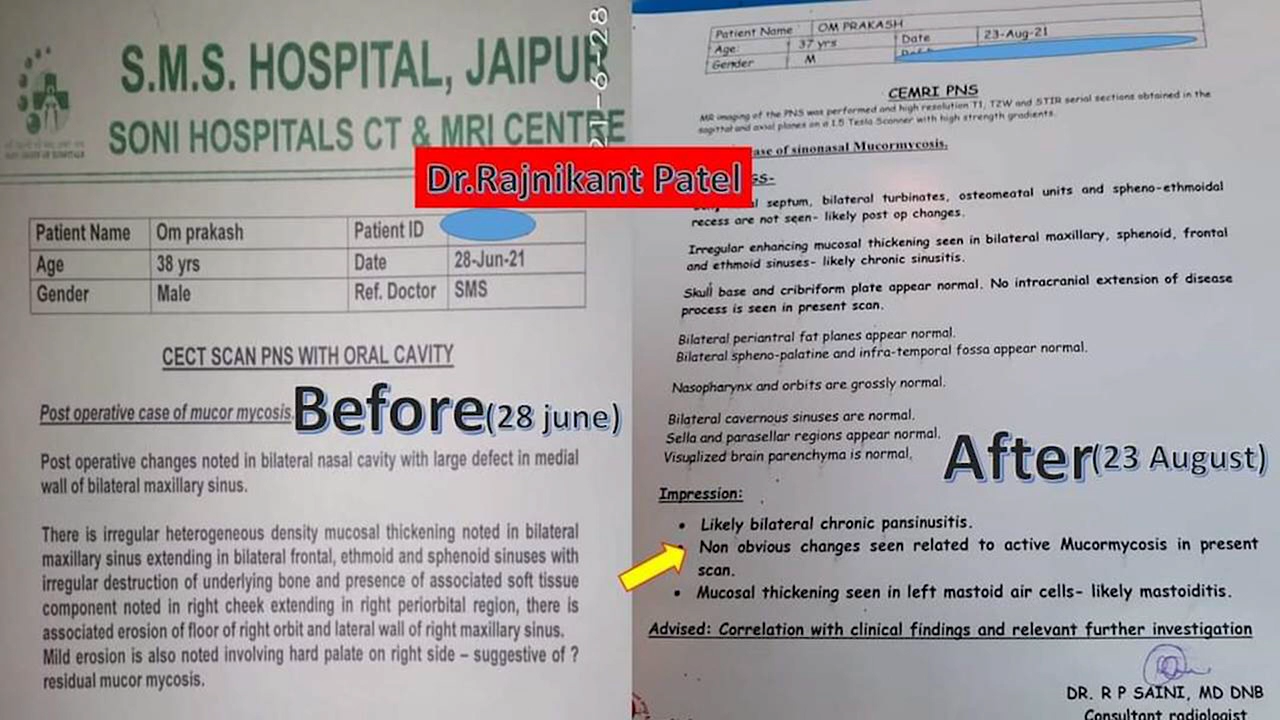 S.M.S. HOSPITAL, JAIPUR
SONI HOSPITALS CT & MRI CENTRE
21-6-28
Dr.Rajnikant Patel
Patient Name Om prakash Patient ID
Age 38 yrs Date 28-Jun-21
Gender Male Ref. Doctor SMS
CECT SCAN PNS WITH ORAL CAVITY
Post operative case of mucor mycosis.
Before(28 june)
Post operative changes noted in bilateral nasal cavity with large defect in medial
wall of bilateral maxillary sinus.
There is irregular heterogeneous density mucosal thickening noted in bilateral
maxillary sinus extending in bilateral frontal, ethmoid and sphenoid sinuses with
irregular destruction of underlying bone and presence of associated soft tissue
component noted in right cheek extending in right periorbital region, there is
associated erosion of floor of right orbit and lateral wall of right maxillary sinus.
Mild erosion is also noted involving hard palate on right side – suggestive of ?
residual mucor mycosis.
Patient Name OM PRAKASH
Age: 37 yrs Date 23-Aug-21
Gender M
CEMRI PNS
MR imaging of the PNS was performed and high resolution T1, T2W and STIR serial sections obtained in the
sagittal and axial planes on a 1.5 Tesla Scanner with high strength gradients.
case of sinonasal Mucormycosis.
GS-
septum, bilateral turbinates, osteomeatal units and spheno-ethmoidal
recess are not seen- likely post op changes.
Irregular enhancing mucosal thickening seen in bilateral maxillary, sphenoid, frontal
and ethmoid sinuses- likely chronic sinusitis.
Skull base and cribriform plate appear normal. No intracranial extension of disease
process is seen in present scan.
Bilateral periantral fat planes appear normal.
Bilateral spheno-palatine and infra-temporal fossa appear normal.
Nasopharynx and orbits are grossly normal.
Bilateral cavernous sinuses are normal.
Sella and parasellar regions appear normal.
Visuplized brain parenchyma is normal.
After(23 August)
Impression:
• Likely bilateral chronic pansinusitis.
• Non obvious changes seen related to active Mucormycosis in present
scan.
• Mucosal thickening seen in left mastoid air cells- likely mastoiditis.
Advised: Correlation with clinical findings and relevant further investigation
DR. R P SAINI, MD DNB
Consultant radiologist